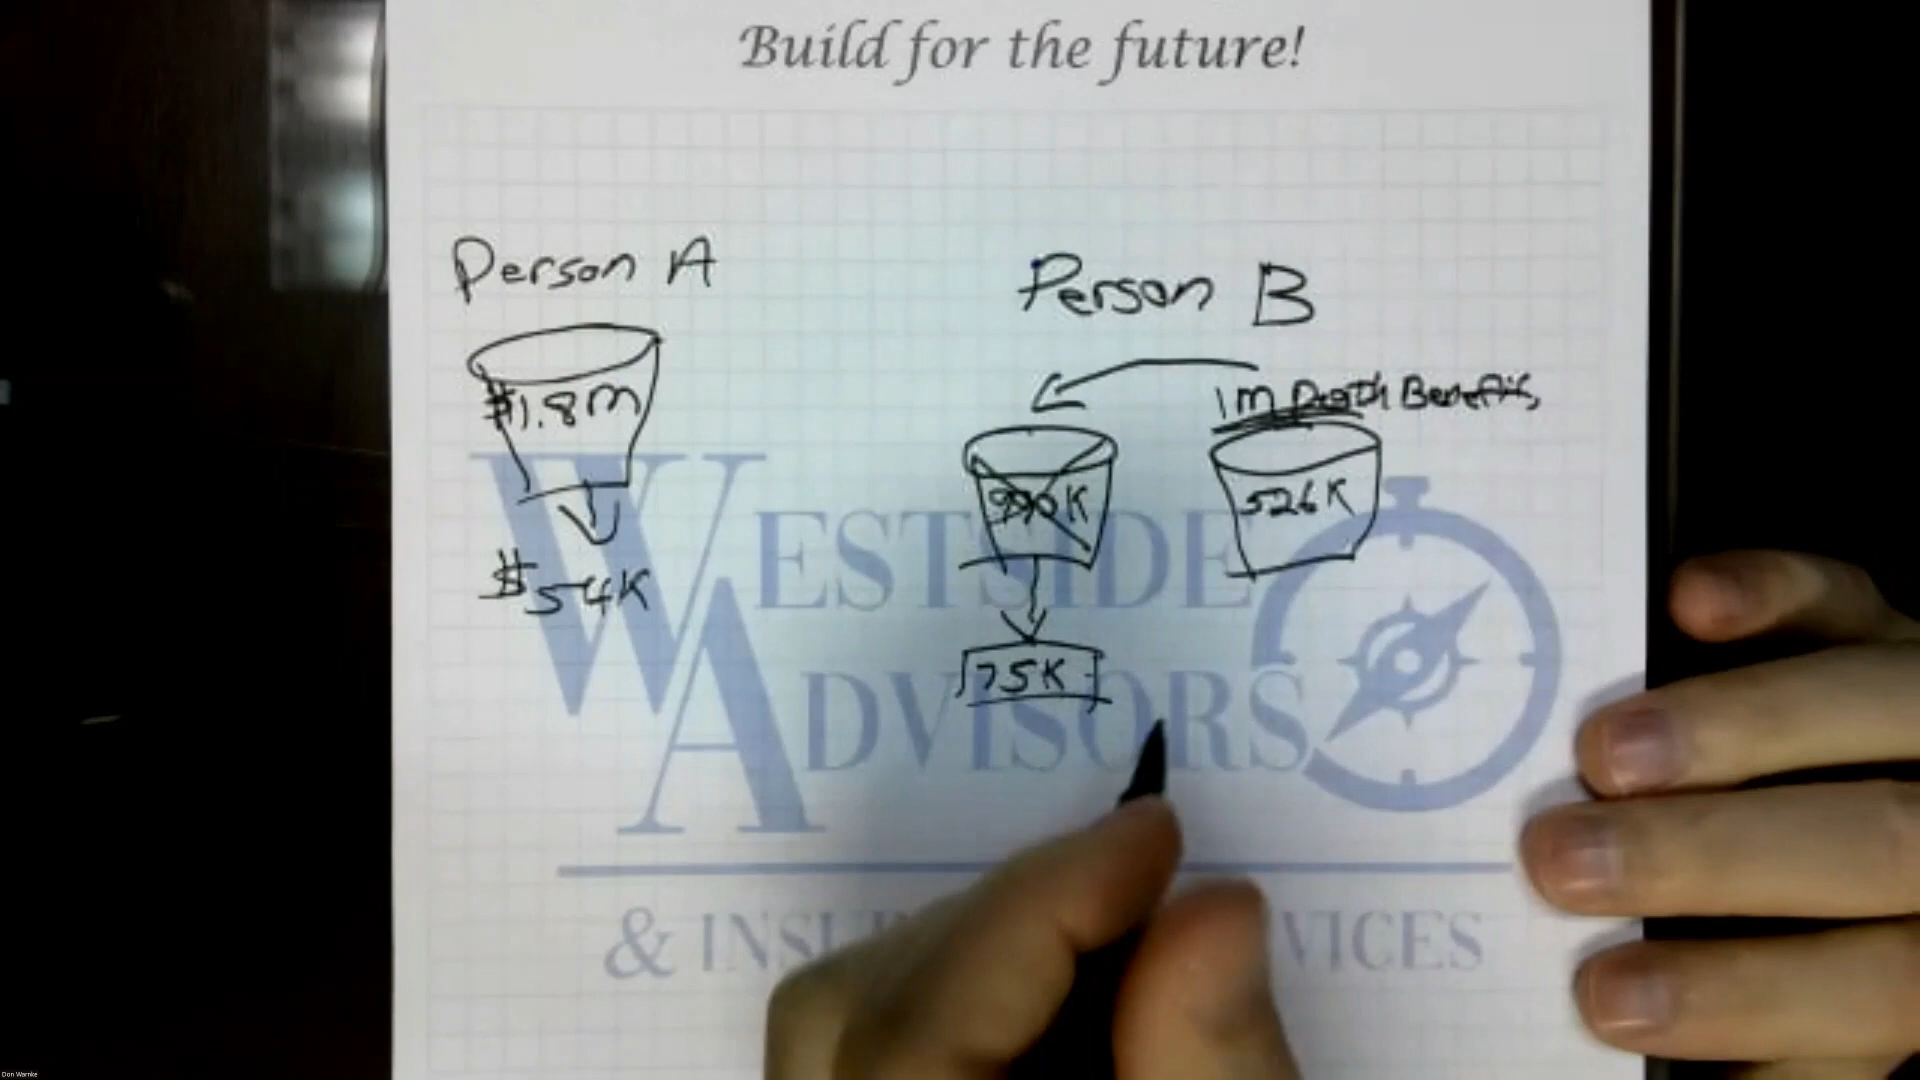 Build for the future!
Person A
Person B
$1.8M
1M Death Benefits
526K
$54K
75K
WESTSIDE
ADVISORS
& INSU VICES
Don Warnke